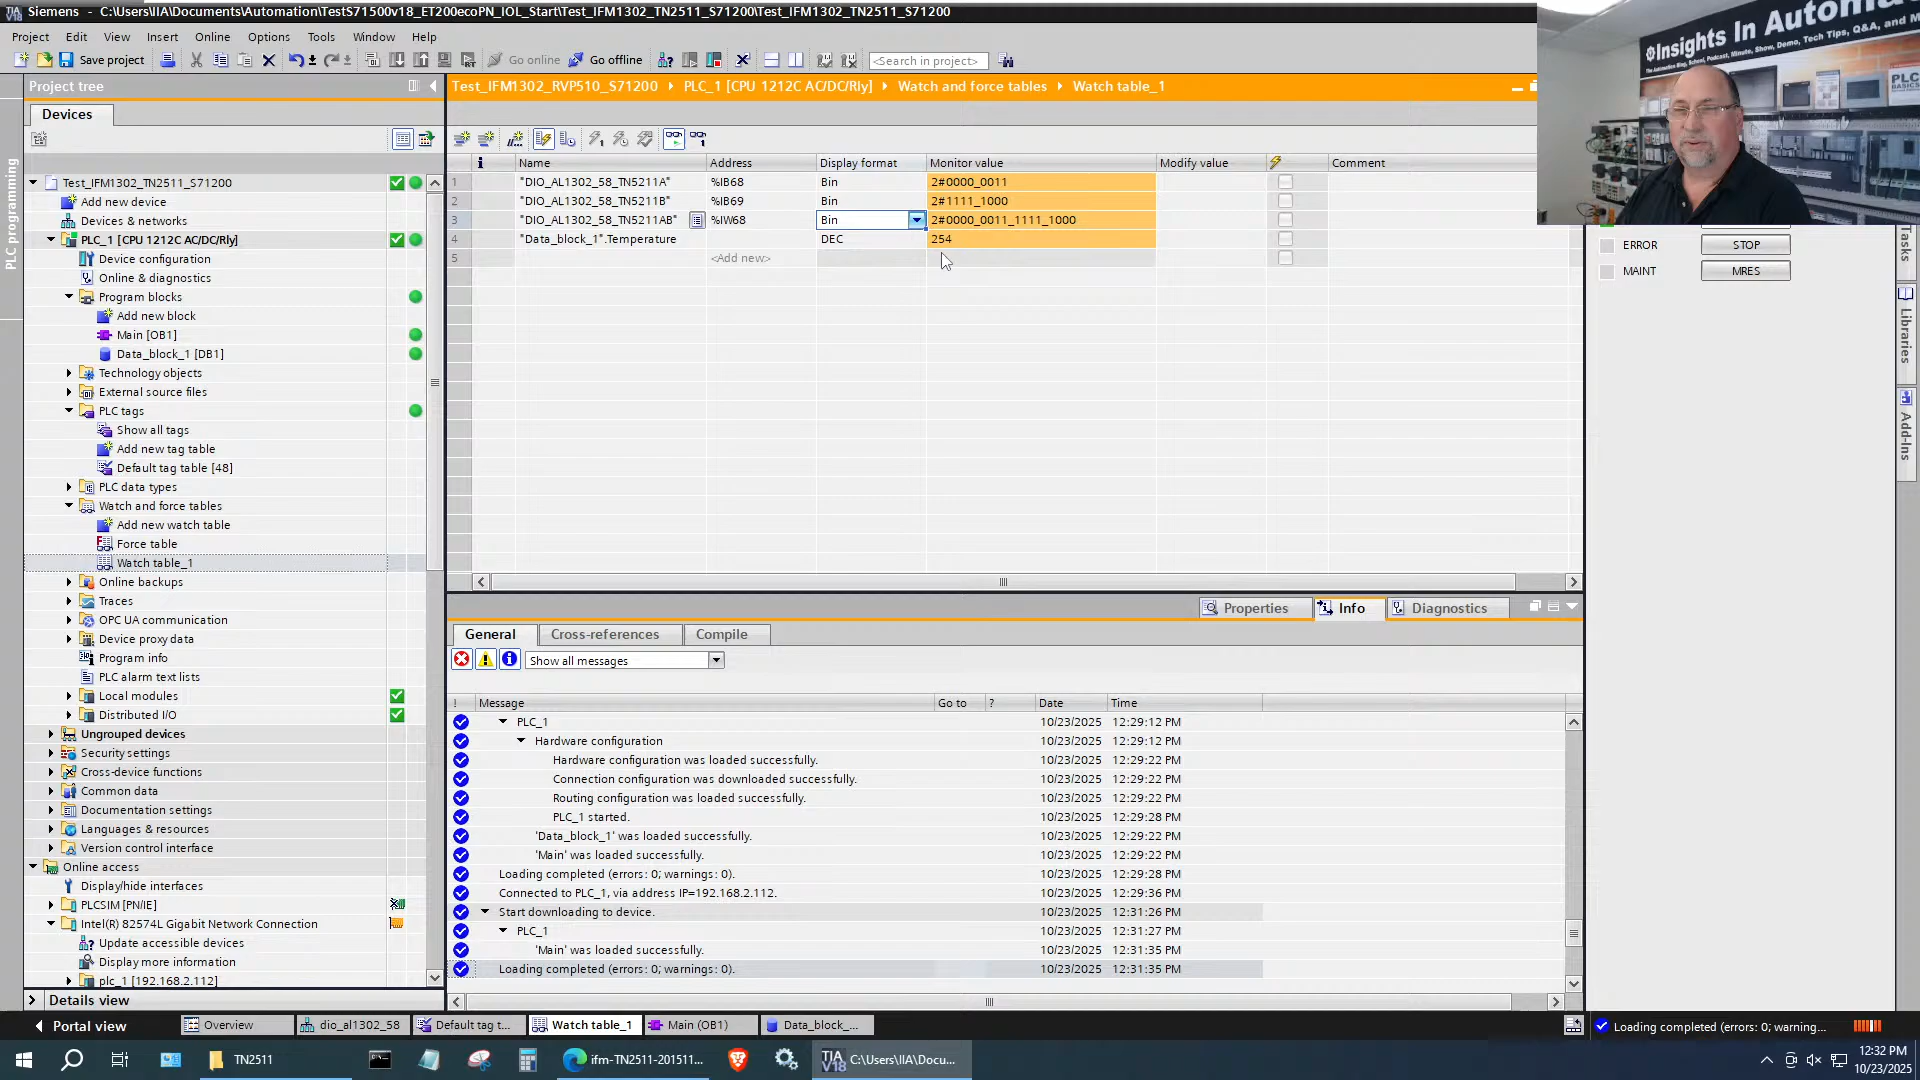 TIA V18
Siemens - C:\Users\IIA\Documents\Automation\TestS71500v18_ET200ecoPN_IOL_Start\Test_IFM1302_TN2511_S71200\Test_IFM1302_TN2511_S71200
Project Edit View Insert Online Options Tools Window Help
Save project Go online Go offline <Search in project>
Project tree
Test_IFM1302_RVP510_S71200 PLC_1 [CPU 1212C AC/DC/Rly] Watch and force tables Watch table_1
Devices
PLC programming
Name Address Display format Monitor value Modify value Comment
1 "DIO_AL1302_58_TN5211A" %IB68 Bin 2#0000_0011
2 "DIO_AL1302_58_TN5211B" %IB69 Bin 2#1111_1000
3 "DIO_AL1302_58_TN5211AB" %IW68 Bin 2#0000_0011_1111_1000
4 "Data_block_1".Temperature DEC 254
5 <Add new>
Test_IFM1302_TN2511_S71200
Add new device
Devices & networks
PLC_1 [CPU 1212C AC/DC/Rly]
Device configuration
Online & diagnostics
Program blocks
Add new block
Main [OB1]
Data_block_1 [DB1]
Technology objects
External source files
PLC tags
Show all tags
Add new tag table
Default tag table [48]
PLC data types
Watch and force tables
Add new watch table
Force table
Watch table_1
Online backups
Traces
OPC UA communication
Device proxy data
Program info
PLC alarm text lists
Local modules
Distributed I/O
Ungrouped devices
Security settings
Cross-device functions
Common data
Documentation settings
Languages & resources
Version control interface
Online access
Display/hide interfaces
PLCSIM [PN/IE]
Intel(R) 82574L Gigabit Network Connection
Update accessible devices
Display more information
plc_1 [192.168.2.112]
Details view
Insights In Automation
ERROR STOP
MAINT MRES
Tasks
Libraries
Add-Ins
Properties Info Diagnostics
General Cross-references Compile
Show all messages
! Message Go to ? Date Time
PLC_1 10/23/2025 12:29:12 PM
Hardware configuration 10/23/2025 12:29:12 PM
Hardware configuration was loaded successfully. 10/23/2025 12:29:22 PM
Connection configuration was downloaded successfully. 10/23/2025 12:29:22 PM
Routing configuration was loaded successfully. 10/23/2025 12:29:22 PM
PLC_1 started. 10/23/2025 12:29:28 PM
'Data_block_1' was loaded successfully. 10/23/2025 12:29:22 PM
'Main' was loaded successfully. 10/23/2025 12:29:22 PM
Loading completed (errors: 0; warnings: 0). 10/23/2025 12:29:28 PM
Connected to PLC_1, via address IP=192.168.2.112. 10/23/2025 12:29:36 PM
Start downloading to device. 10/23/2025 12:31:26 PM
PLC_1 10/23/2025 12:31:27 PM
'Main' was loaded successfully. 10/23/2025 12:31:35 PM
Loading completed (errors: 0; warnings: 0). 10/23/2025 12:31:35 PM
Portal view Overview dio_al1302_58 Default tag t... Watch table_1 Main (OB1) Data_block_... Loading completed (errors: 0; warning...
TN2511 ifm-TN2511-201511... TIA V18 C:\Users\IIA\Docu... 12:32 PM
10/23/2025